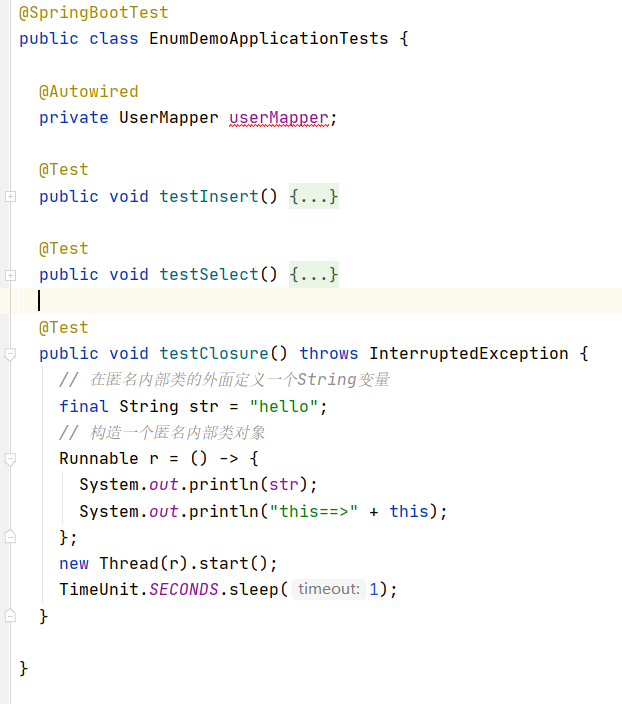 @SpringBootTest
public class EnumDemoApplicationTests {
@Autowired
private UserMapper userMapper;
@Test
public void testInsert() {...}
@Test
public void testSelect() {...}
@Test
public void testClosure() throws InterruptedException {
// 在匿名内部类的外面定义一个String变量
final String str = "hello";
// 构造一个匿名内部类对象
Runnable r = () -> {
System.out.println(str);
System.out.println("this==>" + this);
};
new Thread(r).start();
TimeUnit.SECONDS.sleep( timeout: 1);
}
}